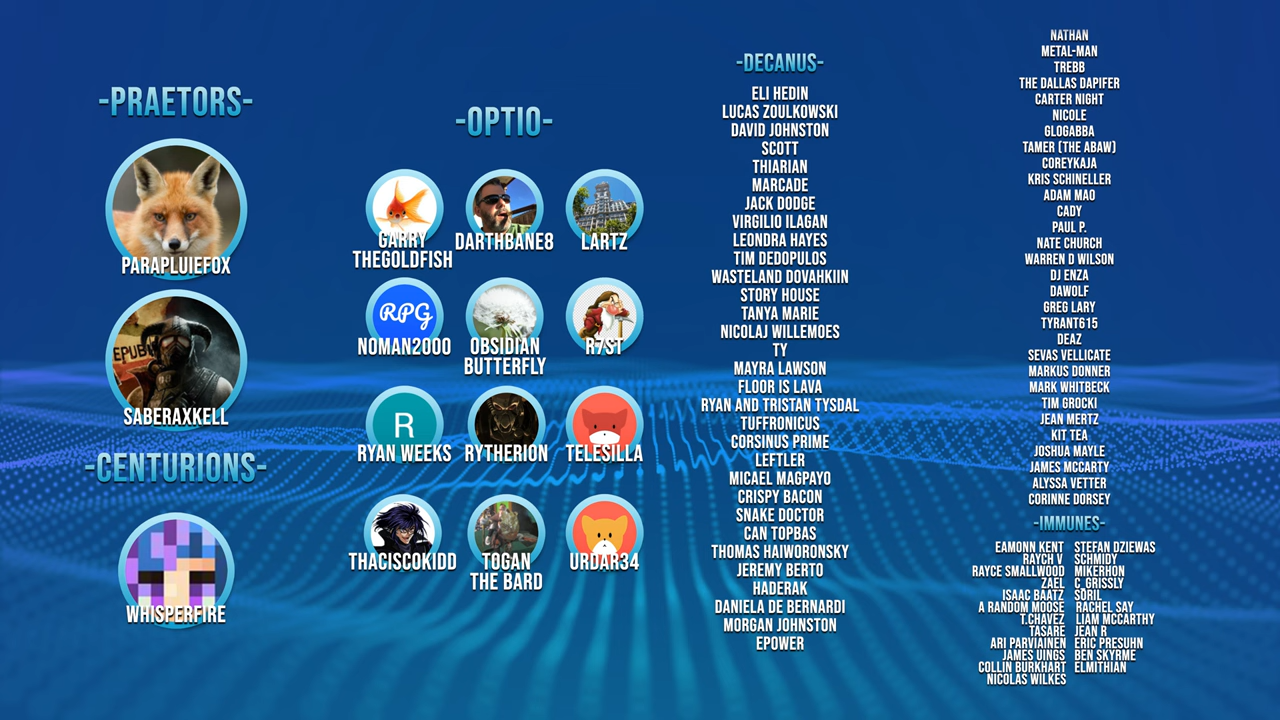 -PRAETORS-
PARAPLUIEFOX
EPUB
SABERAXKELL
-CENTURIONS-
WHISPERFIRE
-OPTIO-
GARRY
THEGOLDFISH
DARTHBANE8
LARTZ
RPG
NOMAN2000
OBSIDIAN
BUTTERFLY
R7ST
R
RYAN WEEKS
RYTHERION
TELESILLA
THACISCOKIDD
TOGAN
THE BARD
URDAR34
-DECANUS-
ELI HEDIN
LUCAS ZOULKOWSKI
DAVID JOHNSTON
SCOTT
THIARIAN
MARCADE
JACK DODGE
VIRGILIO ILAGAN
LEONDRA HAYES
TIM DEDOPULOS
WASTELAND DOVAHKIIN
STORY HOUSE
TANYA MARIE
NICOLAJ WILLEMOES
TY
MAYRA LAWSON
FLOOR IS LAVA
RYAN AND TRISTAN TYSDAL
TUFFRONICUS
CORSINUS PRIME
LEFTLER
MICAEL MAGPAYO
CRISPY BACON
SNAKE DOCTOR
CAN TOPBAS
THOMAS HAIWORONSKY
JEREMY BERTO
HADERAK
DANIELA DE BERNARDI
MORGAN JOHNSTON
EPOWER
NATHAN
METAL-MAN
TREBB
THE DALLAS DAPIFER
CARTER NIGHT
NICOLE
GLOGABBA
TAMER (THE ABAW)
COREYKAJA
KRIS SCHINELLER
ADAM MAO
CADY
PAUL P.
NATE CHURCH
WARREN D WILSON
DJ ENZA
DAWOLF
GREG LARY
TYRANT615
DEAZ
SEVAS VELLICATE
MARKUS DONNER
MARK WHITBECK
TIM GROCKI
JEAN MERTZ
KIT TEA
JOSHUA MAYLE
JAMES MCCARTY
ALYSSA VETTER
CORINNE DORSEY
-IMMUNES-
EAMONN KENT
RAYCH V
RAYCE SMALLWOOD
ZAEL
ISAAC BAATZ
A RANDOM MOOSE
T.CHAVEZ
TASARE
ARI PARVIAINEN
JAMES UINGS
COLLIN BURKHART
NICOLAS WILKES
STEFAN DZIEWAS
SCHMIDY
MIKERHON
C_GRISSLY
SORIL
RACHEL SAY
LIAM MCCARTHY
JEAN R
ERIC PRESUHN
BEN SKYRME
ELMITHIAN